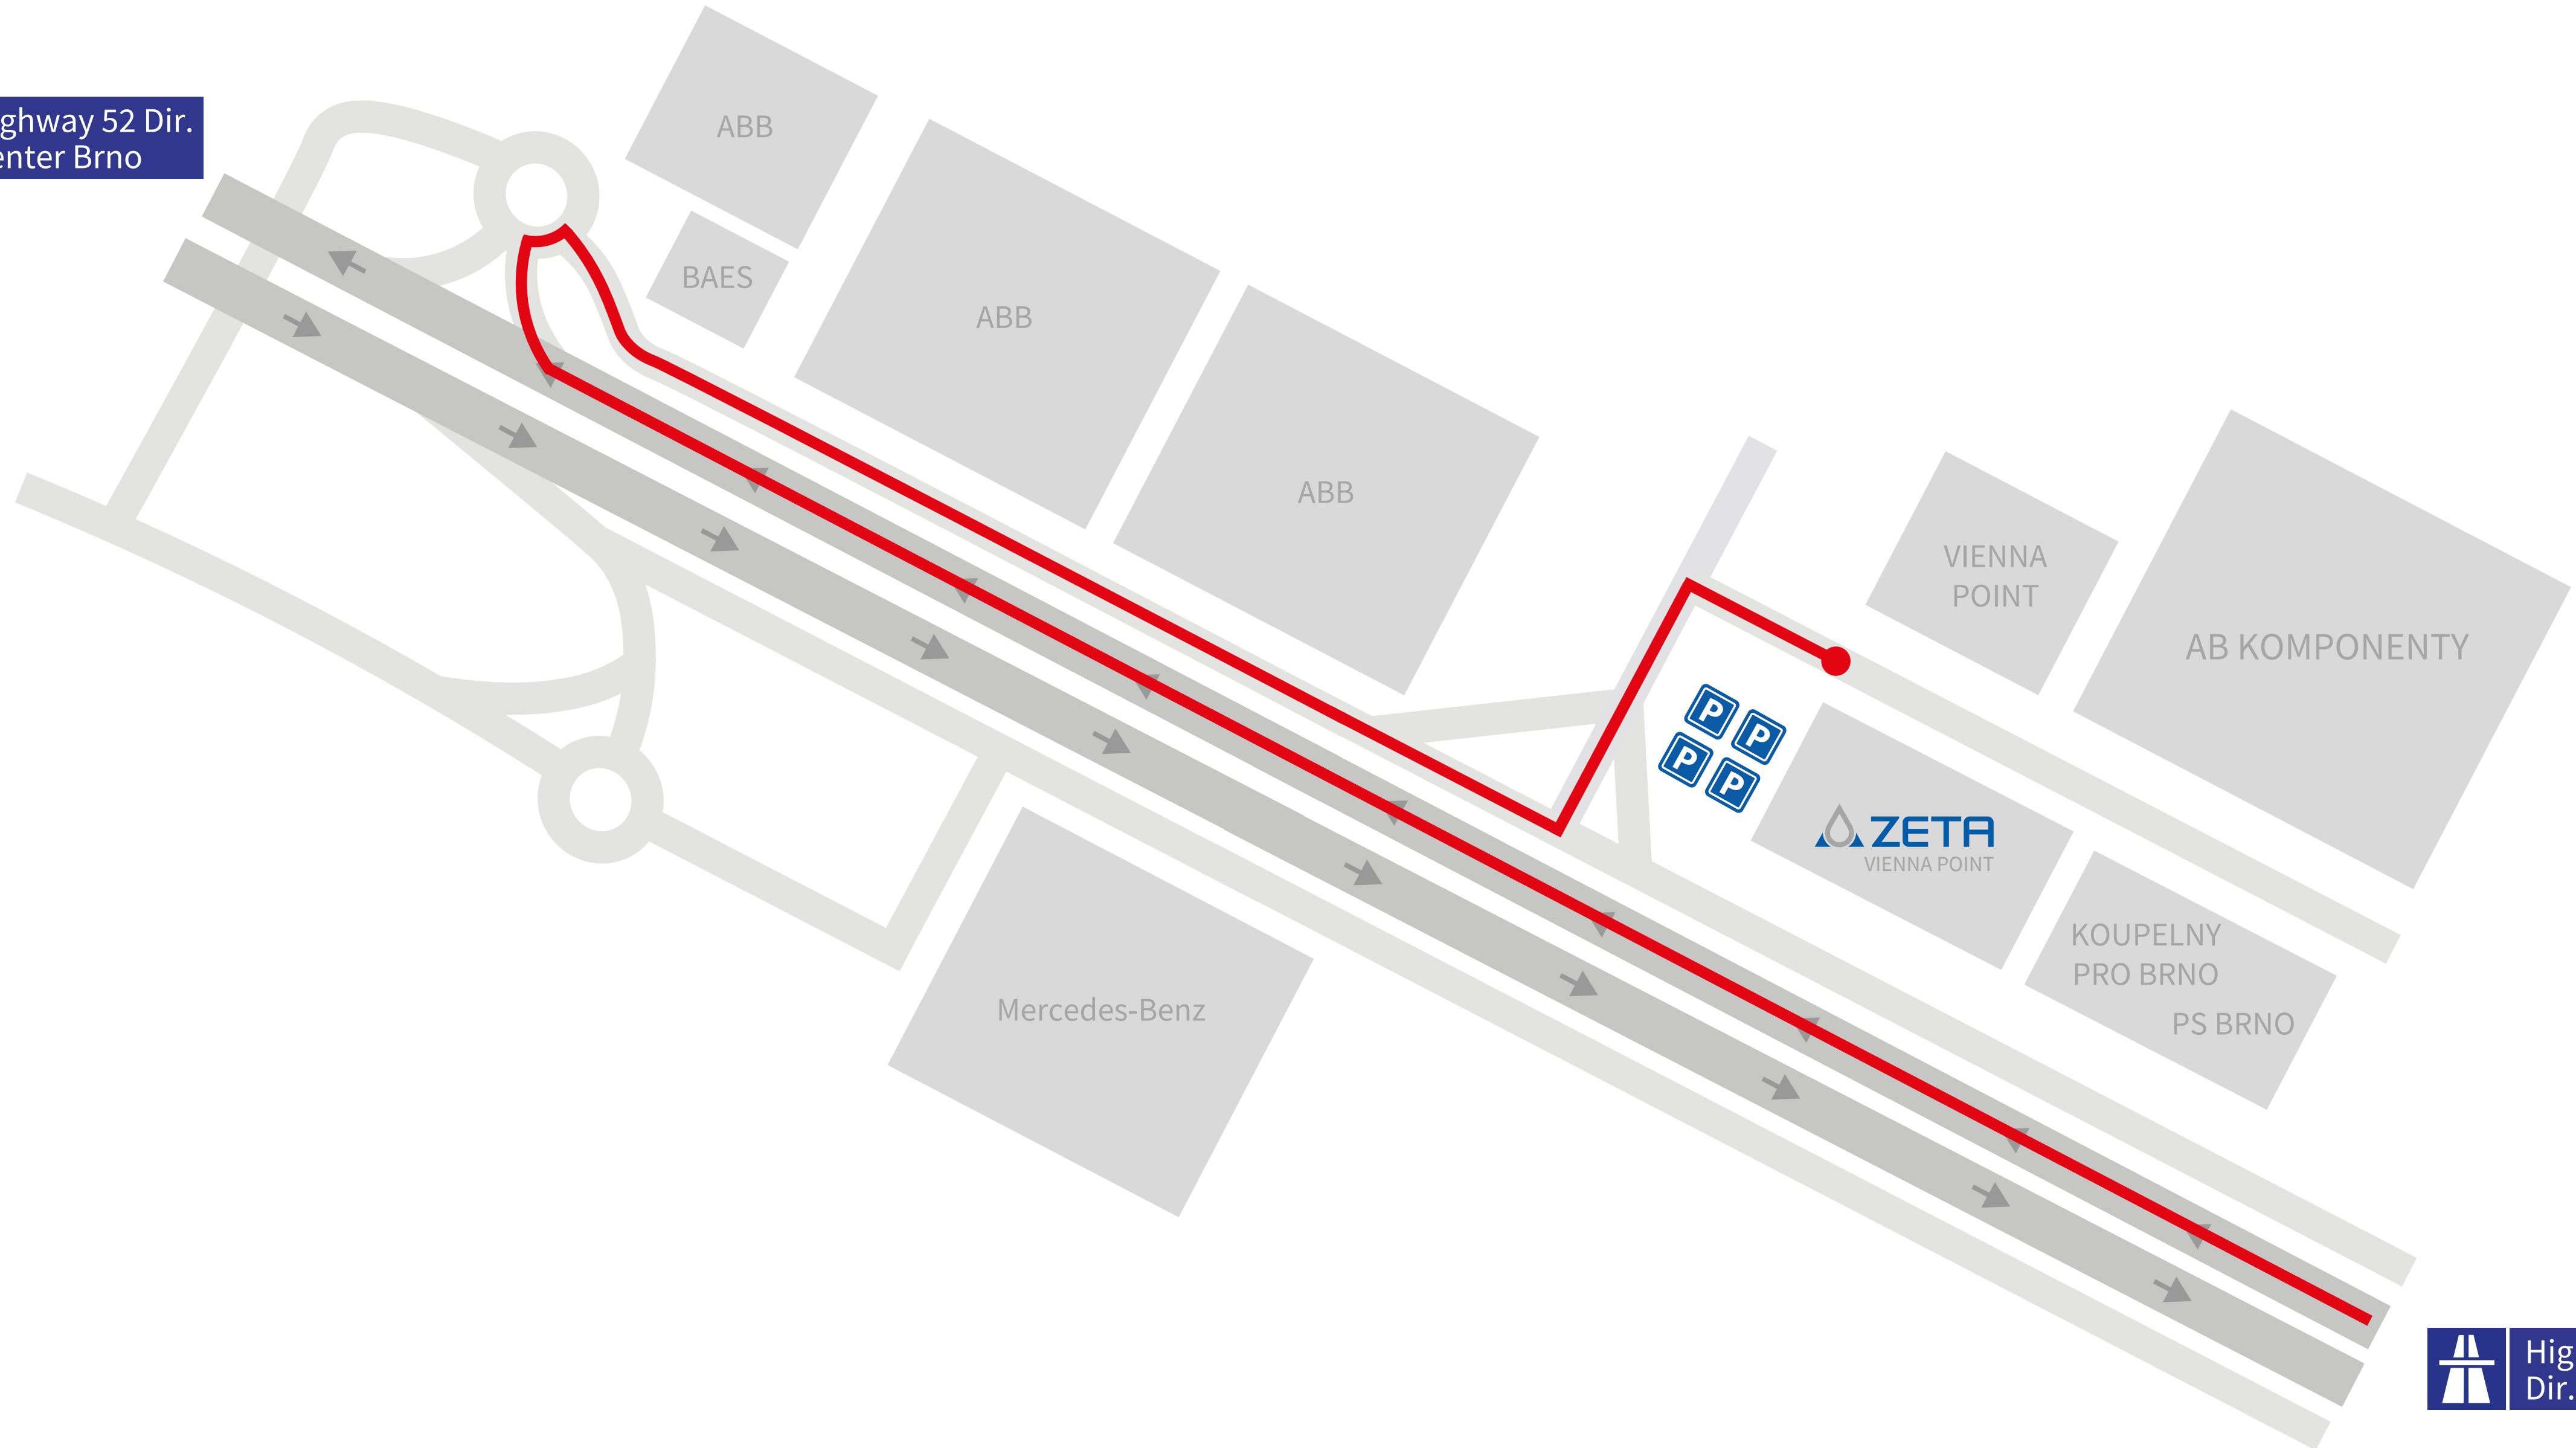 ghway 52 Dir.
enter Brno
ABB
BAES
ABB
ABB
VIENNA
POINT
AB KOMPONENTY
P
P
P
P
ZETA
VIENNA POINT
KOUPELNY
PRO BRNO
PS BRNO
Mercedes-Benz
Hig
Dir.